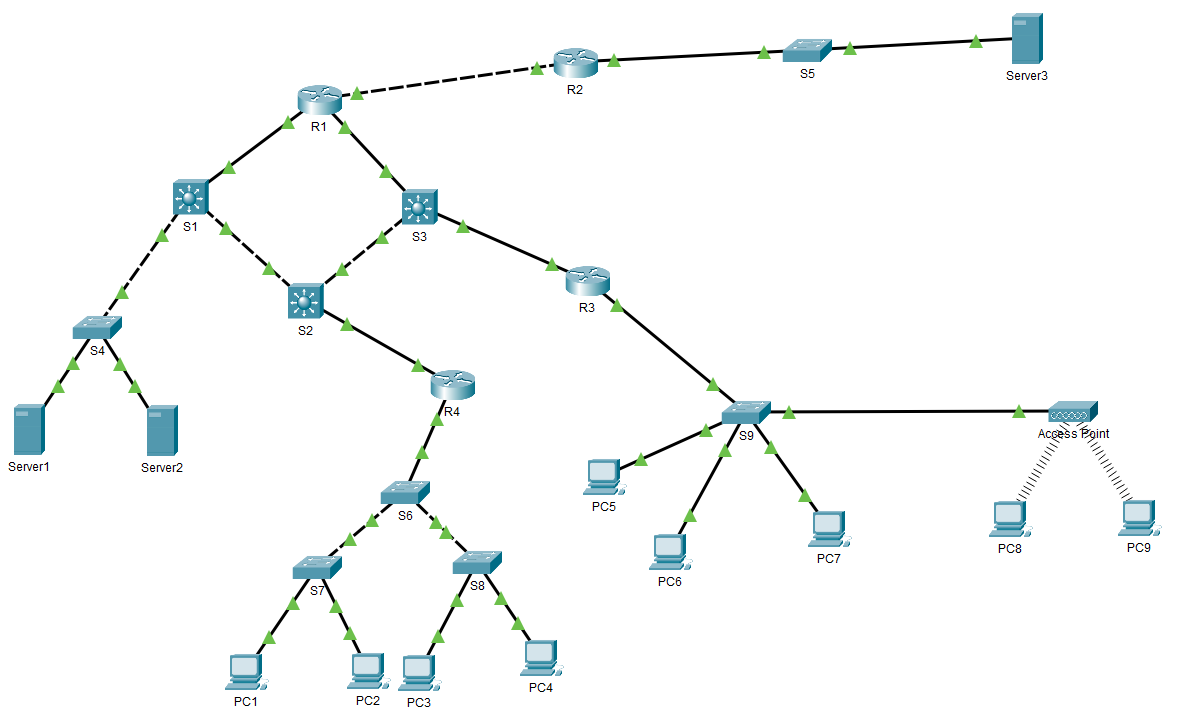 R2
S5
Server3
R1
S1
S3
R3
S2
S4
R4
S9
Access Point
Server1
Server2
PC5
S6
PC8
PC9
PC6
PC7
S7
S8
PC1
PC2
PC3
PC4